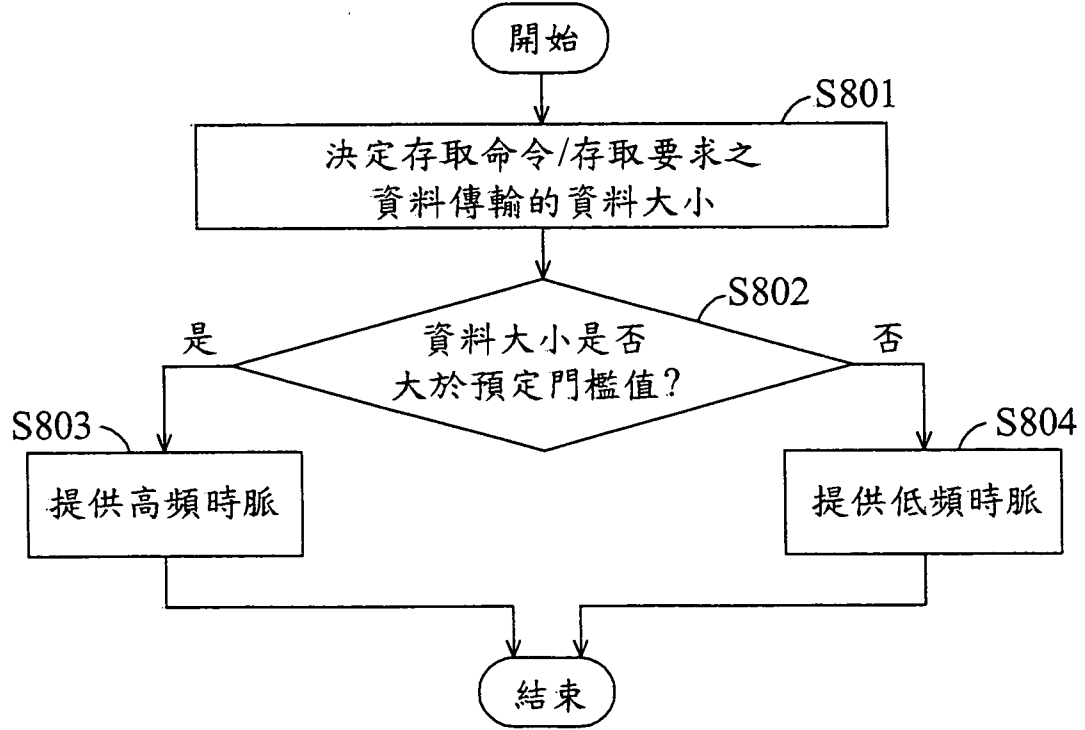 開始
S801
決定存取命令/存取要求之
資料傳輸的資料大小
S802
是
資料大小是否
大於預定門檻值?
否
S803
S804
提供高頻時脈
提供低頻時脈
結束